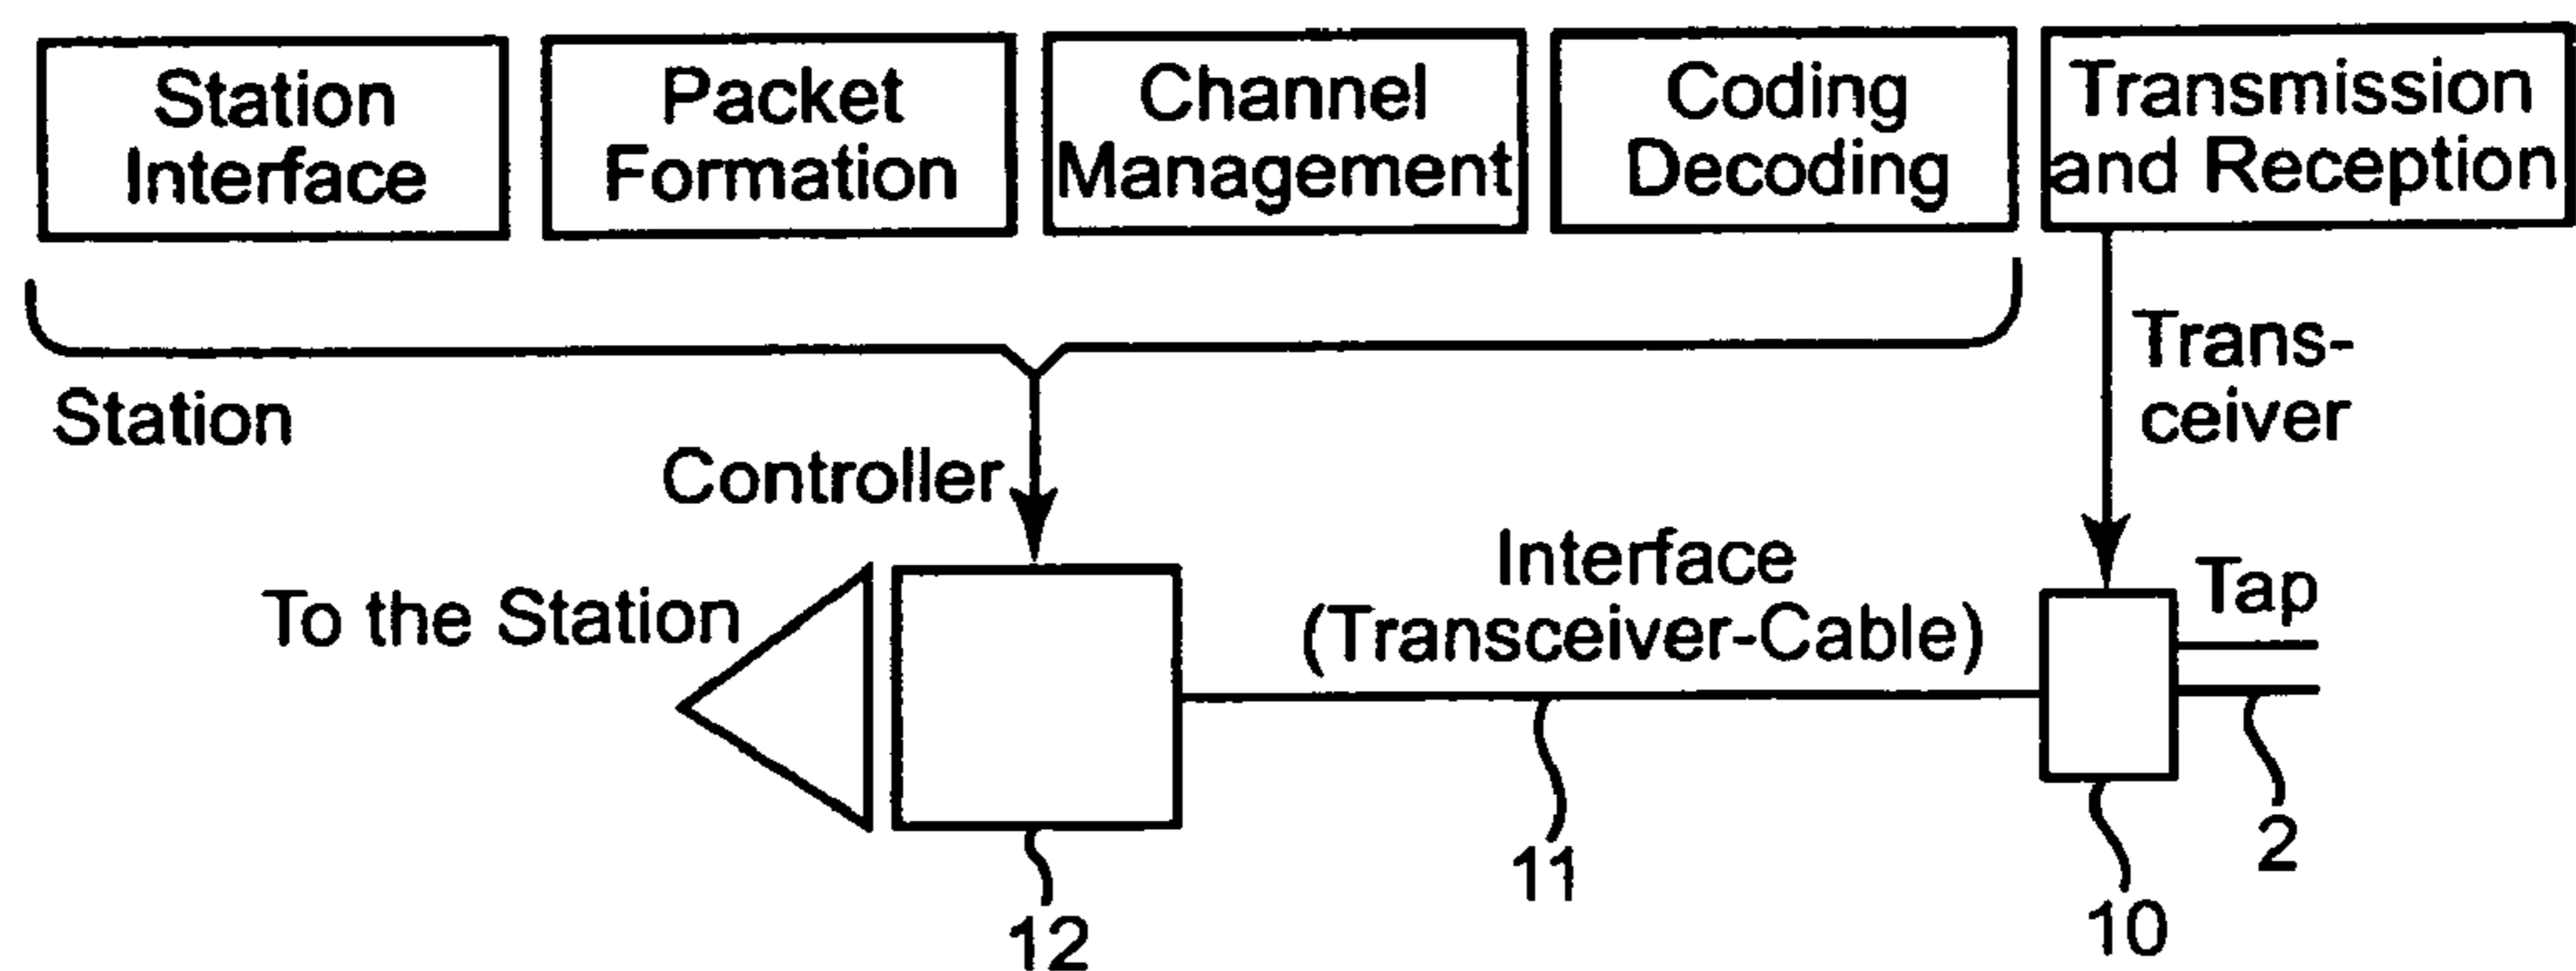 Station
Interface
Packet
Formation
Channel
Management
Coding
Decoding
Transmission
and Reception
Station
Controller
Trans-
ceiver
To the Station
Interface
(Transceiver-Cable)
Tap
12
11
10
2